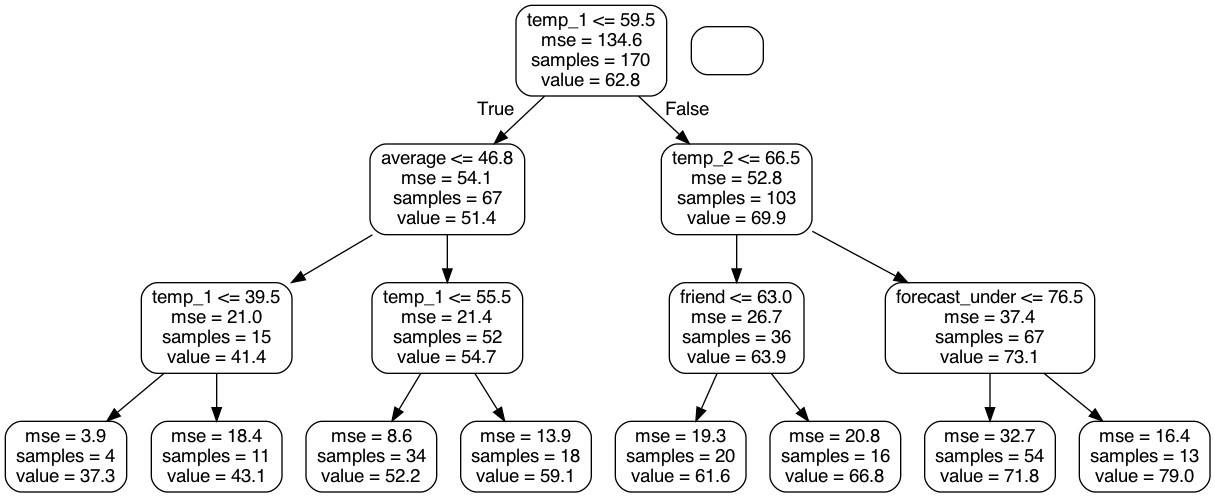 temp_1 <= 59.5
mse = 134.6
samples = 170
value = 62.8
True
False
average <= 46.8
mse = 54.1
samples = 67
value = 51.4
temp_2 <= 66.5
mse = 52.8
samples = 103
value = 69.9
temp_1 <= 39.5
mse = 21.0
samples = 15
value = 41.4
temp_1 <= 55.5
mse = 21.4
samples = 52
value = 54.7
friend <= 63.0
mse = 26.7
samples = 36
value = 63.9
forecast_under <= 76.5
mse = 37.4
samples = 67
value = 73.1
mse = 3.9
samples = 4
value = 37.3
mse = 18.4
samples = 11
value = 43.1
mse = 8.6
samples = 34
value = 52.2
mse = 13.9
samples = 18
value = 59.1
mse = 19.3
samples = 20
value = 61.6
mse = 20.8
samples = 16
value = 66.8
mse = 32.7
samples = 54
value = 71.8
mse = 16.4
samples = 13
value = 79.0